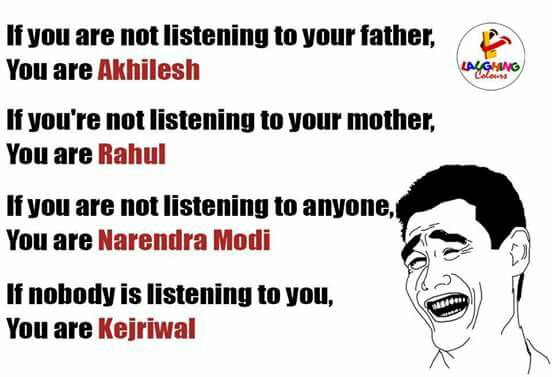 If you are not listening to your father,
You are Akhilesh
LAUGHING
Colours
If you're not listening to your mother,
You are Rahul
If you are not listening to anyone,
You are Narendra Modi
If nobody is listening to you,
You are Kejriwal